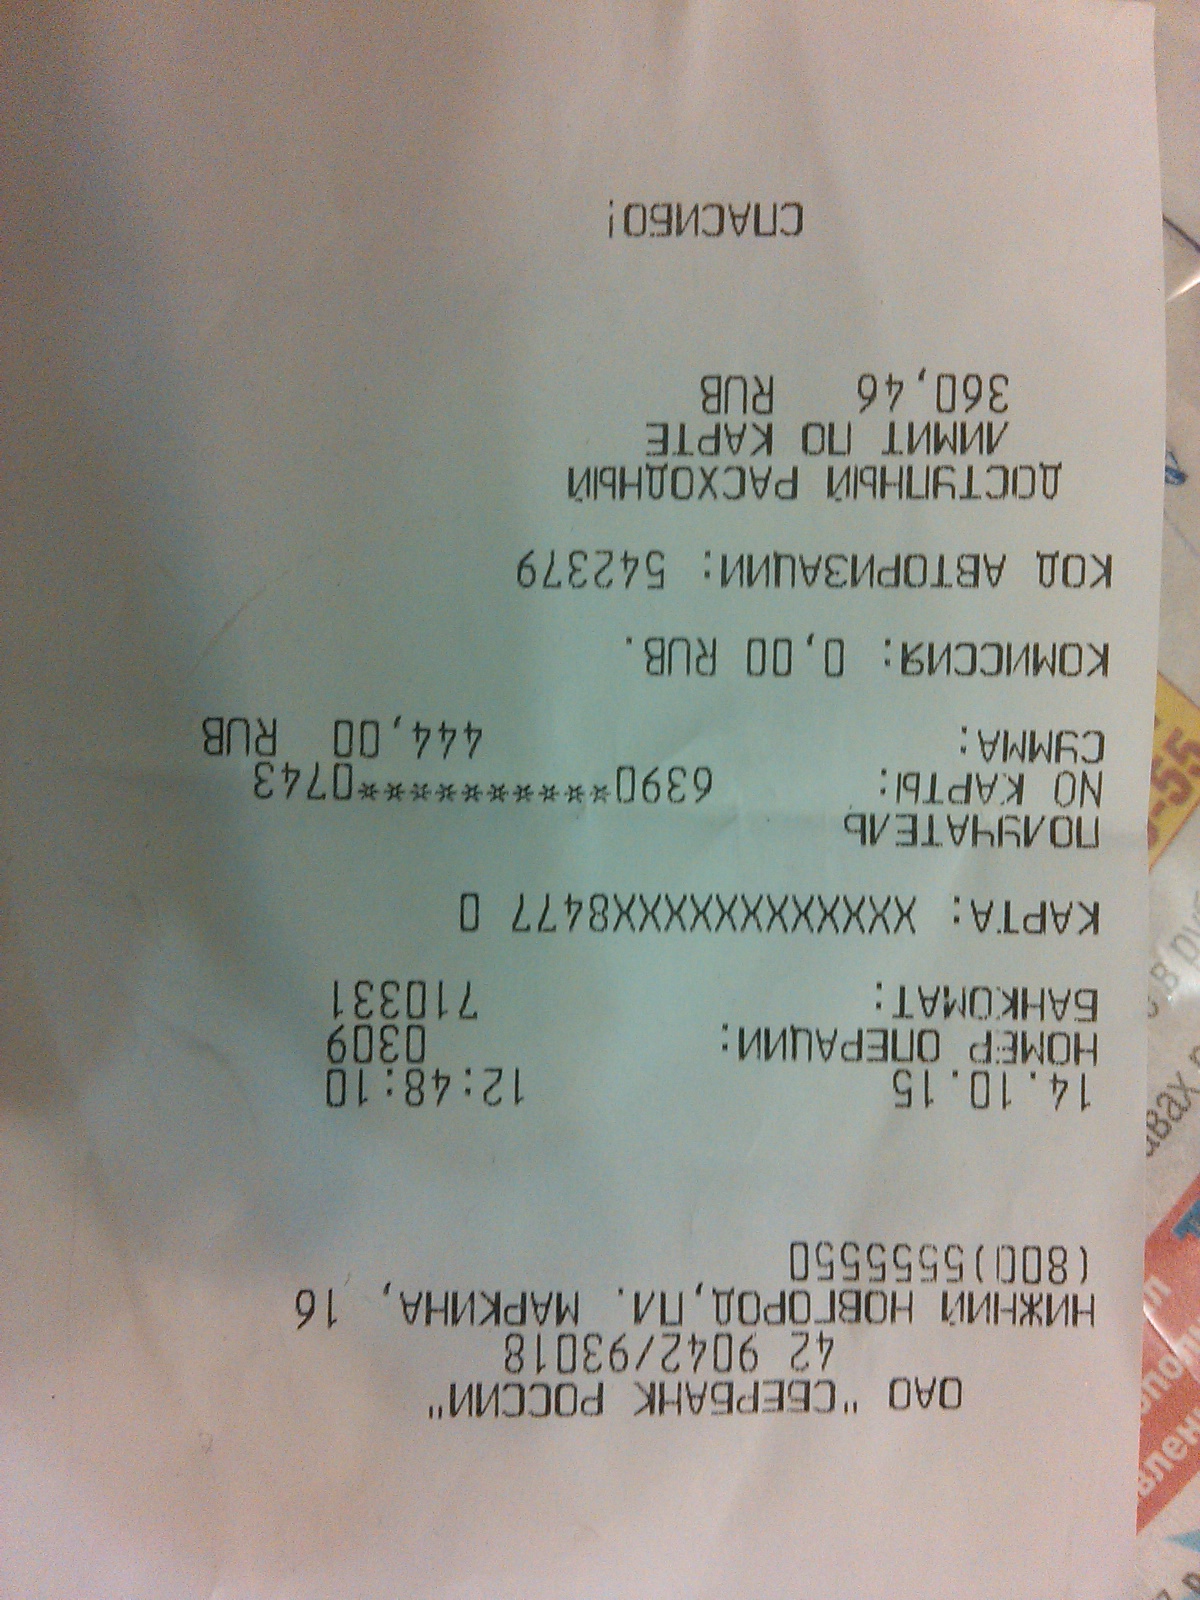 ОАО "СБЕРБАНК РОССИИ"
42 9042/93018
НИЖНИЙ НОВГОРОД,ПЛ. МАРКИНА, 16
(800)5555550
14.10.15 12:48:10
НОМЕР ОПЕРАЦИИ: 0309
БАНКОМАТ: 710331
КАРТА: XXXXXXXXXXXX8477 0
ПОЛУЧАТЕЛЬ
NO КАРТЫ: 6390**********0743
СУММА: 444,00 RUB
КОМИССИЯ: 0,00 RUB.
КОД АВТОРИЗАЦИИ: 542379
ДОСТУПНЫЙ РАСХОДНЫЙ
ЛИМИТ ПО КАРТЕ
360,46 RUB
СПАСИБО!